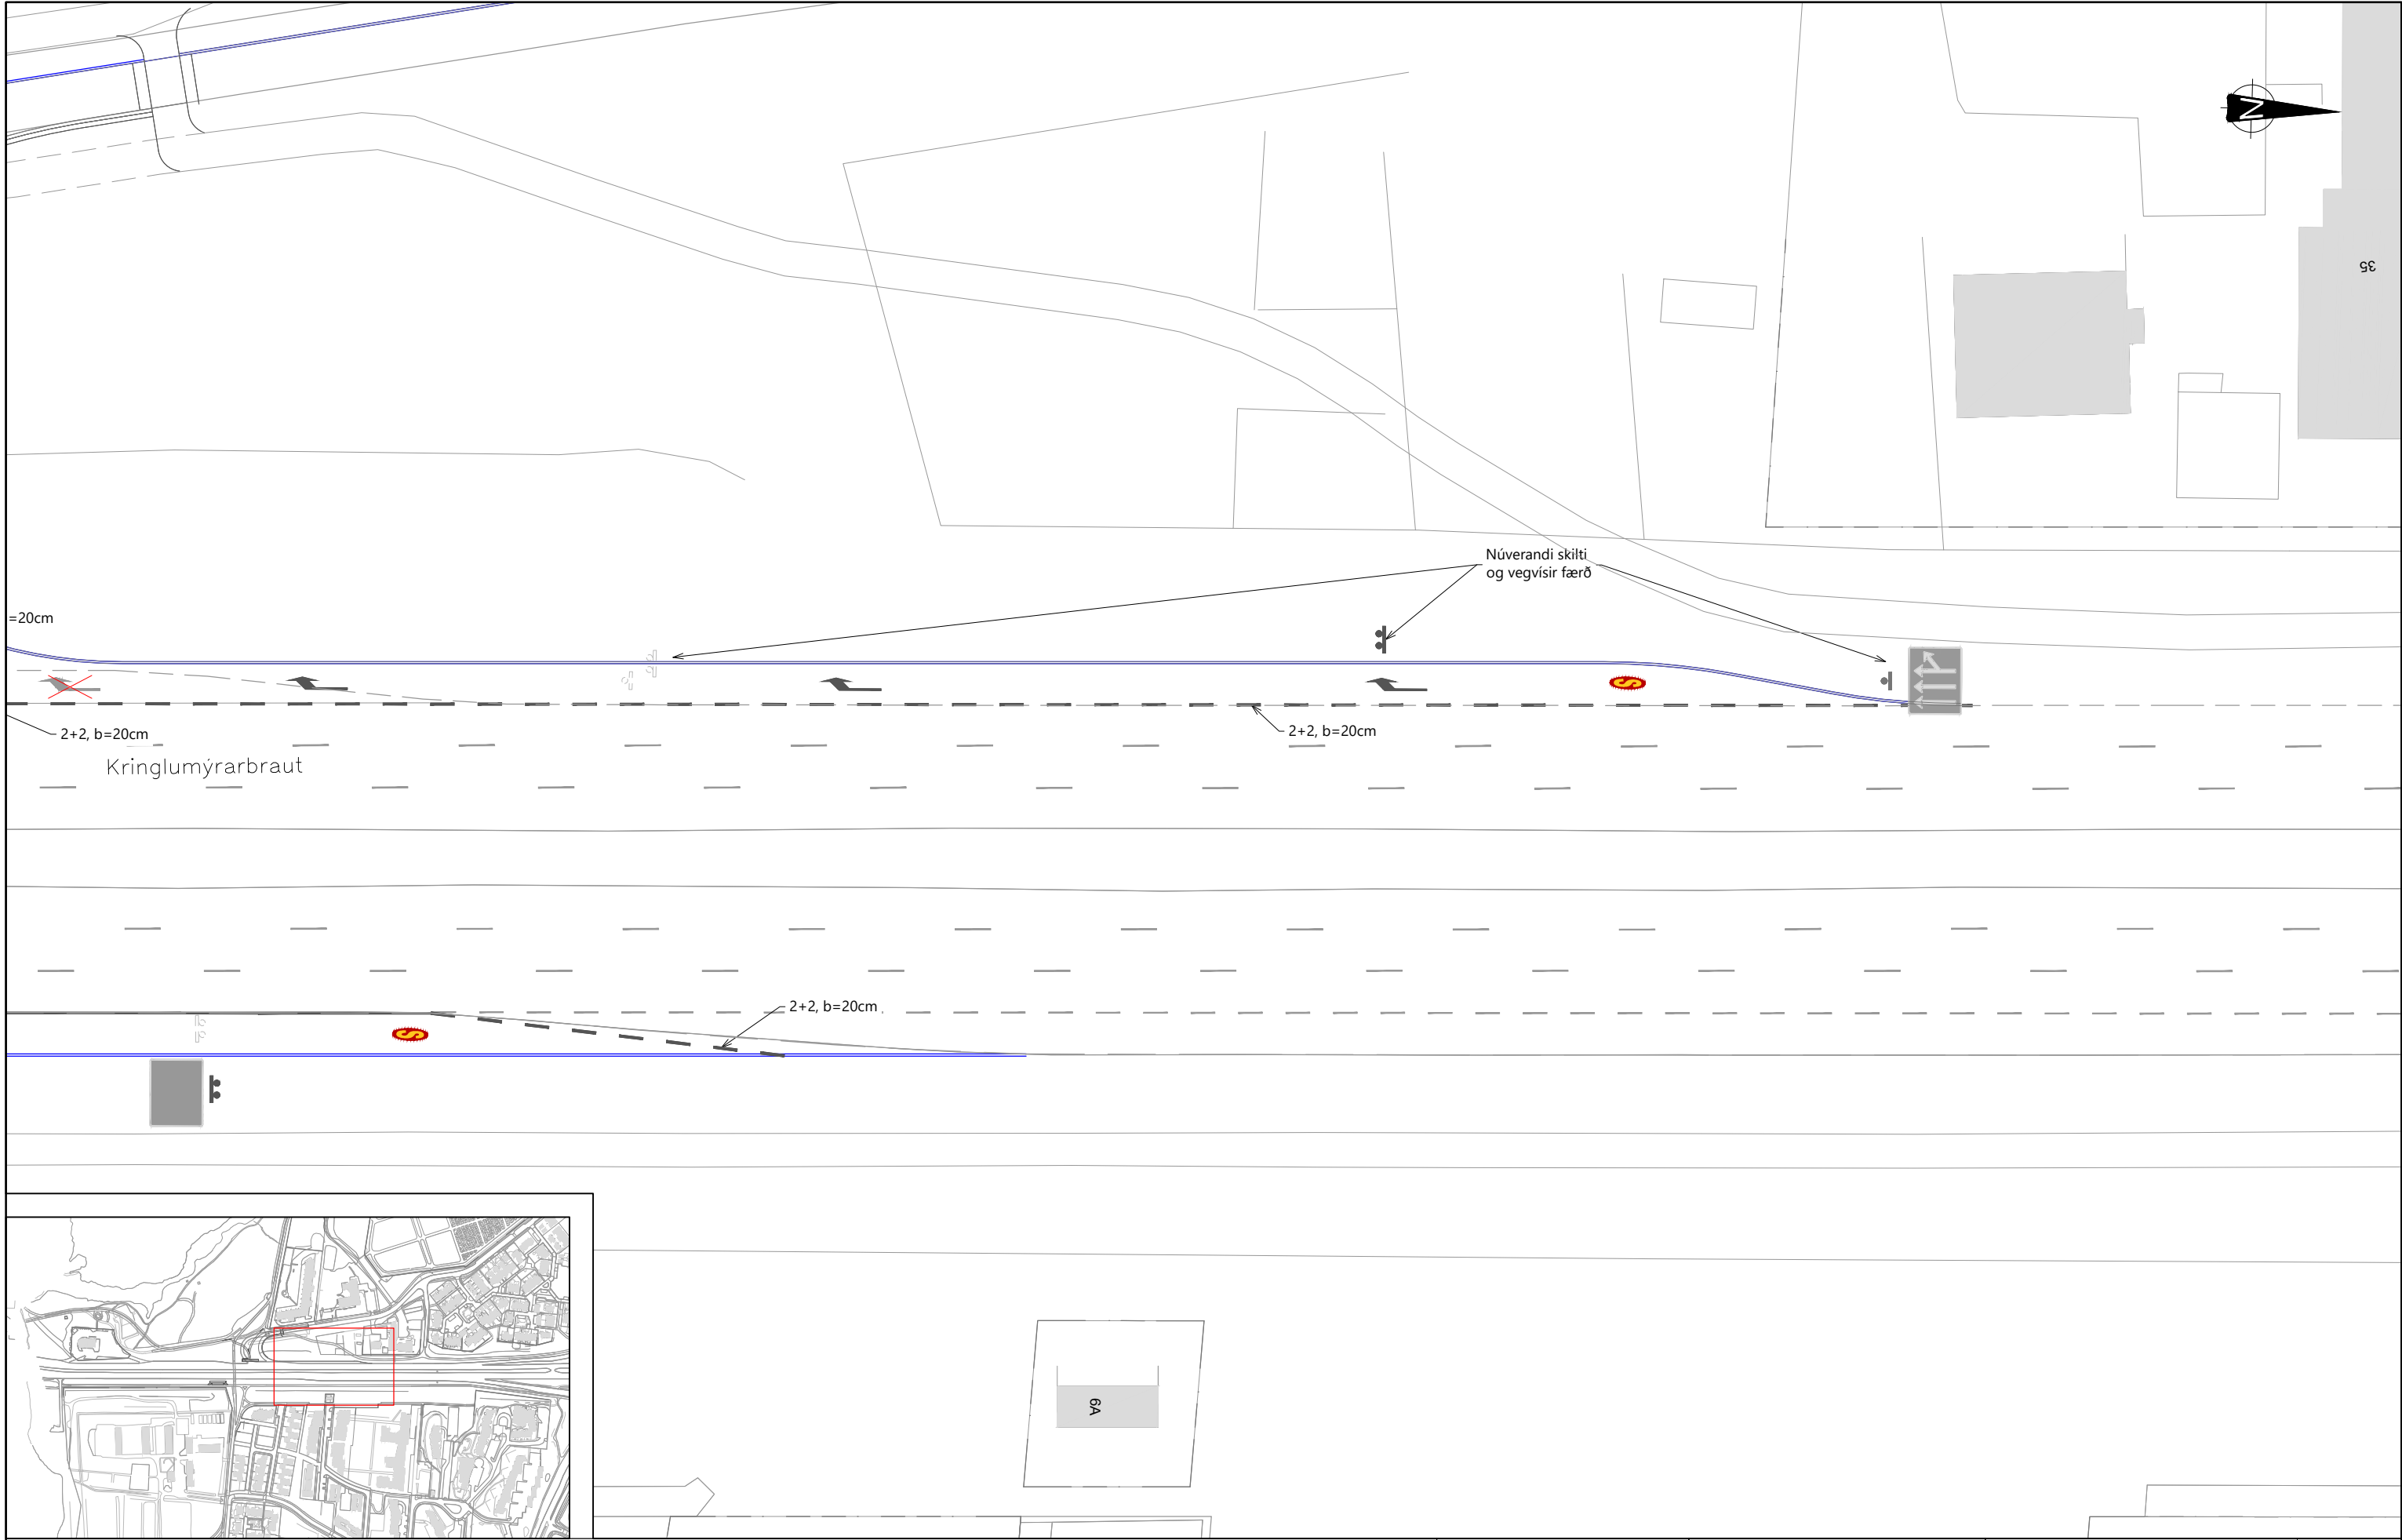 N
35
Núverandi skilti
og vegvísir færð
=20cm
S
2+2, b=20cm
2+2, b=20cm
Kringlumýrarbraut
2+2, b=20cm
S
6A